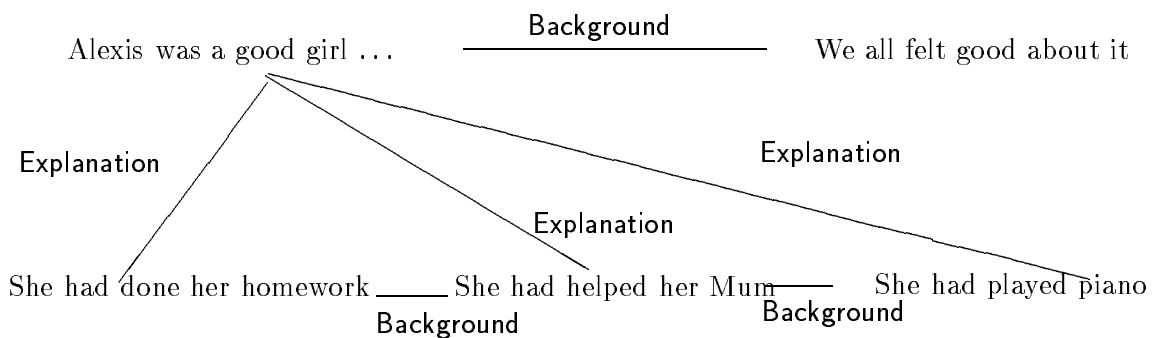 Background
Alexis was a good girl ... We all felt good about it
Explanation Explanation
Explanation
She had done her homework She had helped her Mum She had played piano
Background Background